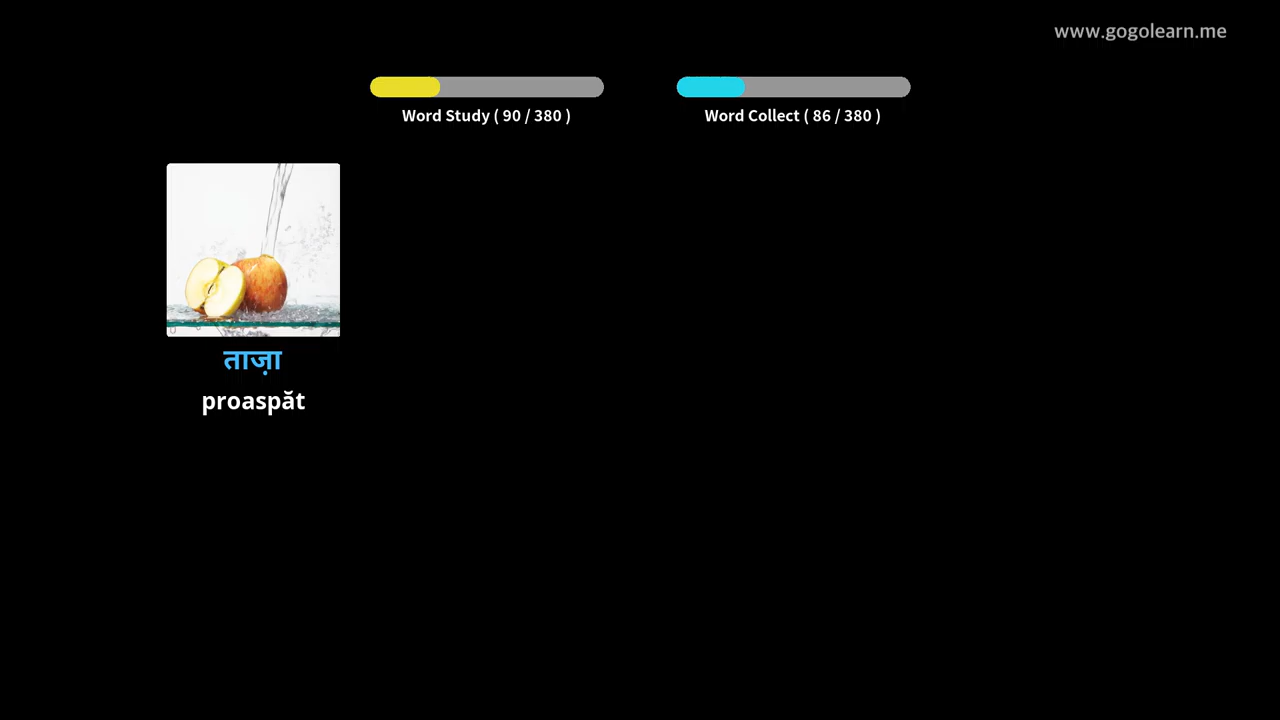 www.gogolearn.me
Word Study ( 90 / 380 )
Word Collect ( 86 / 380 )
ताज़ा
proaspăt